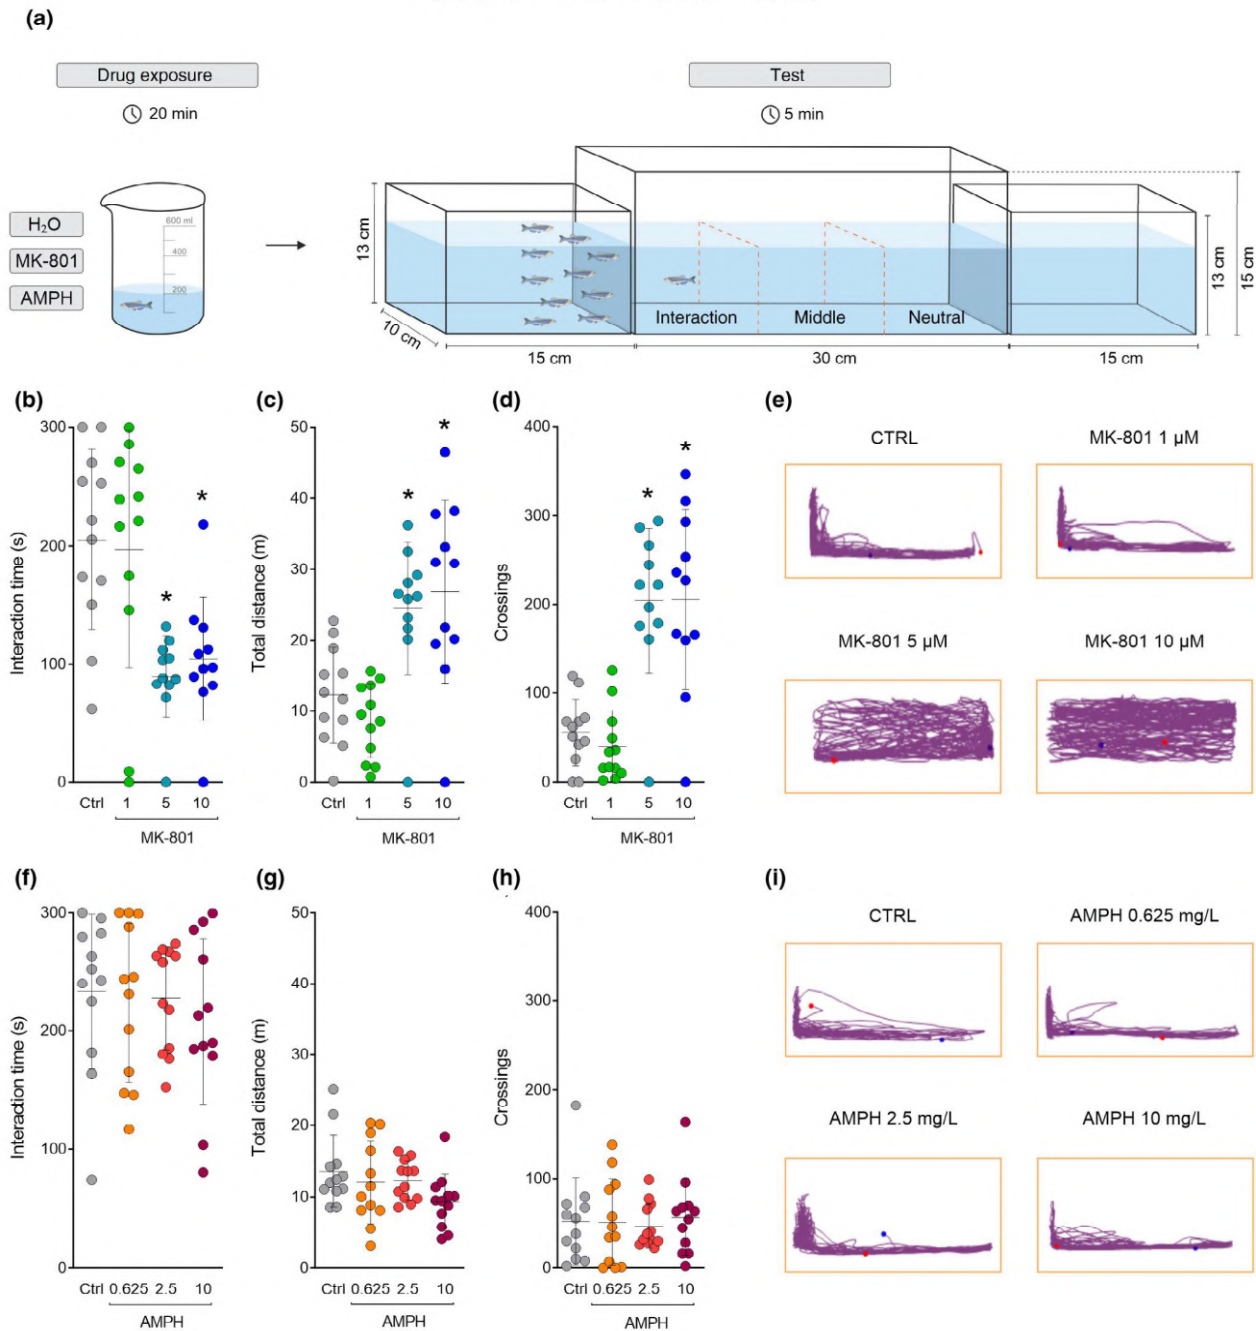 (a)
Drug exposure
20 min
H₂O
MK-801
AMPH
600 ml
400
200
Test
5 min
13 cm
10 cm
15 cm
Interaction
Middle
Neutral
30 cm
15 cm
13 cm
15 cm
(b)
Interaction time (s)
300
200
100
0
*
*
Ctrl 1 5 10
MK-801
(c)
Total distance (m)
50
40
30
20
10
0
*
*
Ctrl 1 5 10
MK-801
(d)
Crossings
400
300
200
100
0
*
*
Ctrl 1 5 10
MK-801
(e)
CTRL
MK-801 1 µM
MK-801 5 µM
MK-801 10 µM
(f)
Interaction time (s)
300
200
100
0
Ctrl 0.625 2.5 10
AMPH
(g)
Total distance (m)
50
40
30
20
10
0
Ctrl 0.625 2.5 10
AMPH
(h)
Crossings
400
300
200
100
0
Ctrl 0.625 2.5 10
AMPH
(i)
CTRL
AMPH 0.625 mg/L
AMPH 2.5 mg/L
AMPH 10 mg/L